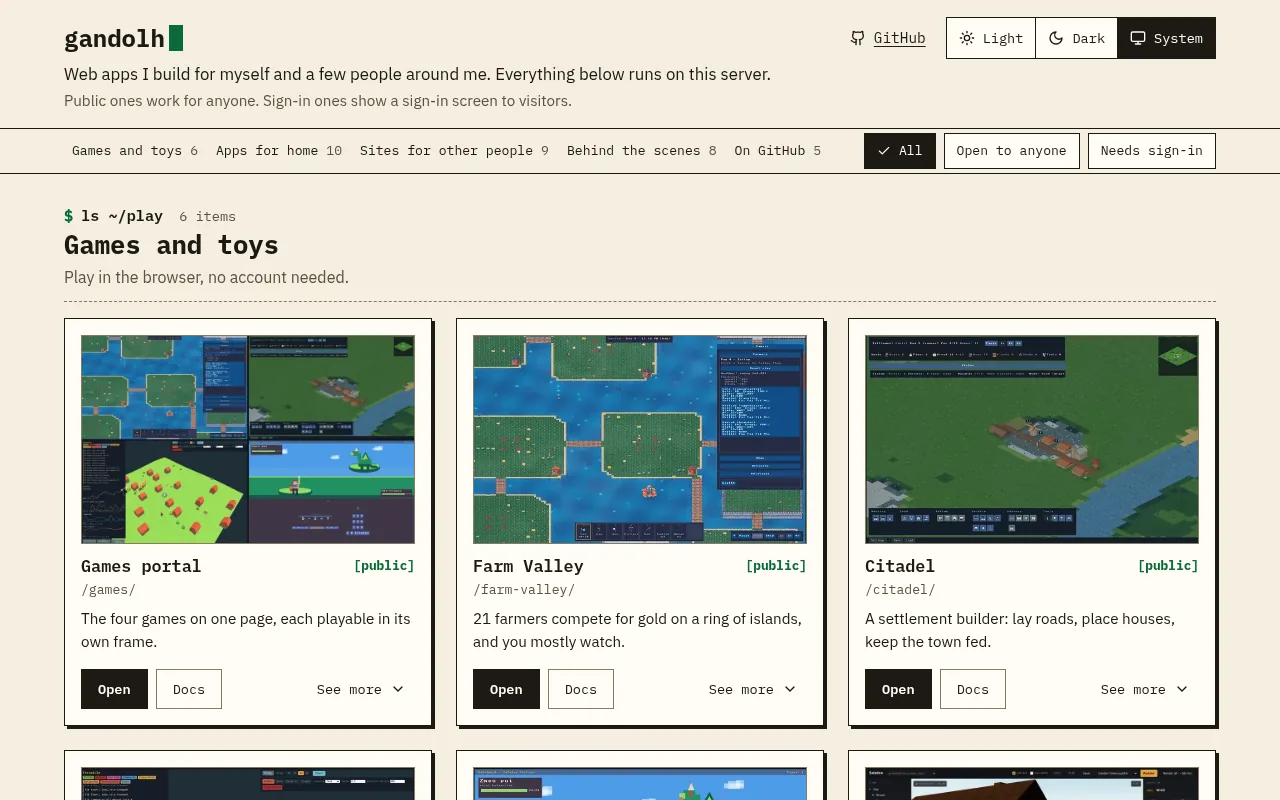 gandolh
GitHub
Light
Dark
System
Web apps I build for myself and a few people around me. Everything below runs on this server.
Public ones work for anyone. Sign-in ones show a sign-in screen to visitors.
Games and toys 6
Apps for home 10
Sites for other people 9
Behind the scenes 8
On GitHub 5
All
Open to anyone
Needs sign-in
$ ls ~/play 6 items
Games and toys
Play in the browser, no account needed.
Games portal
[public]
/games/
The four games on one page, each playable in its
own frame.
Open
Docs
See more
Farm Valley
[public]
/farm-valley/
21 farmers compete for gold on a ring of islands,
and you mostly watch.
Open
Docs
See more
Citadel
[public]
/citadel/
A settlement builder: lay roads, place houses,
keep the town fed.
Open
Docs
See more